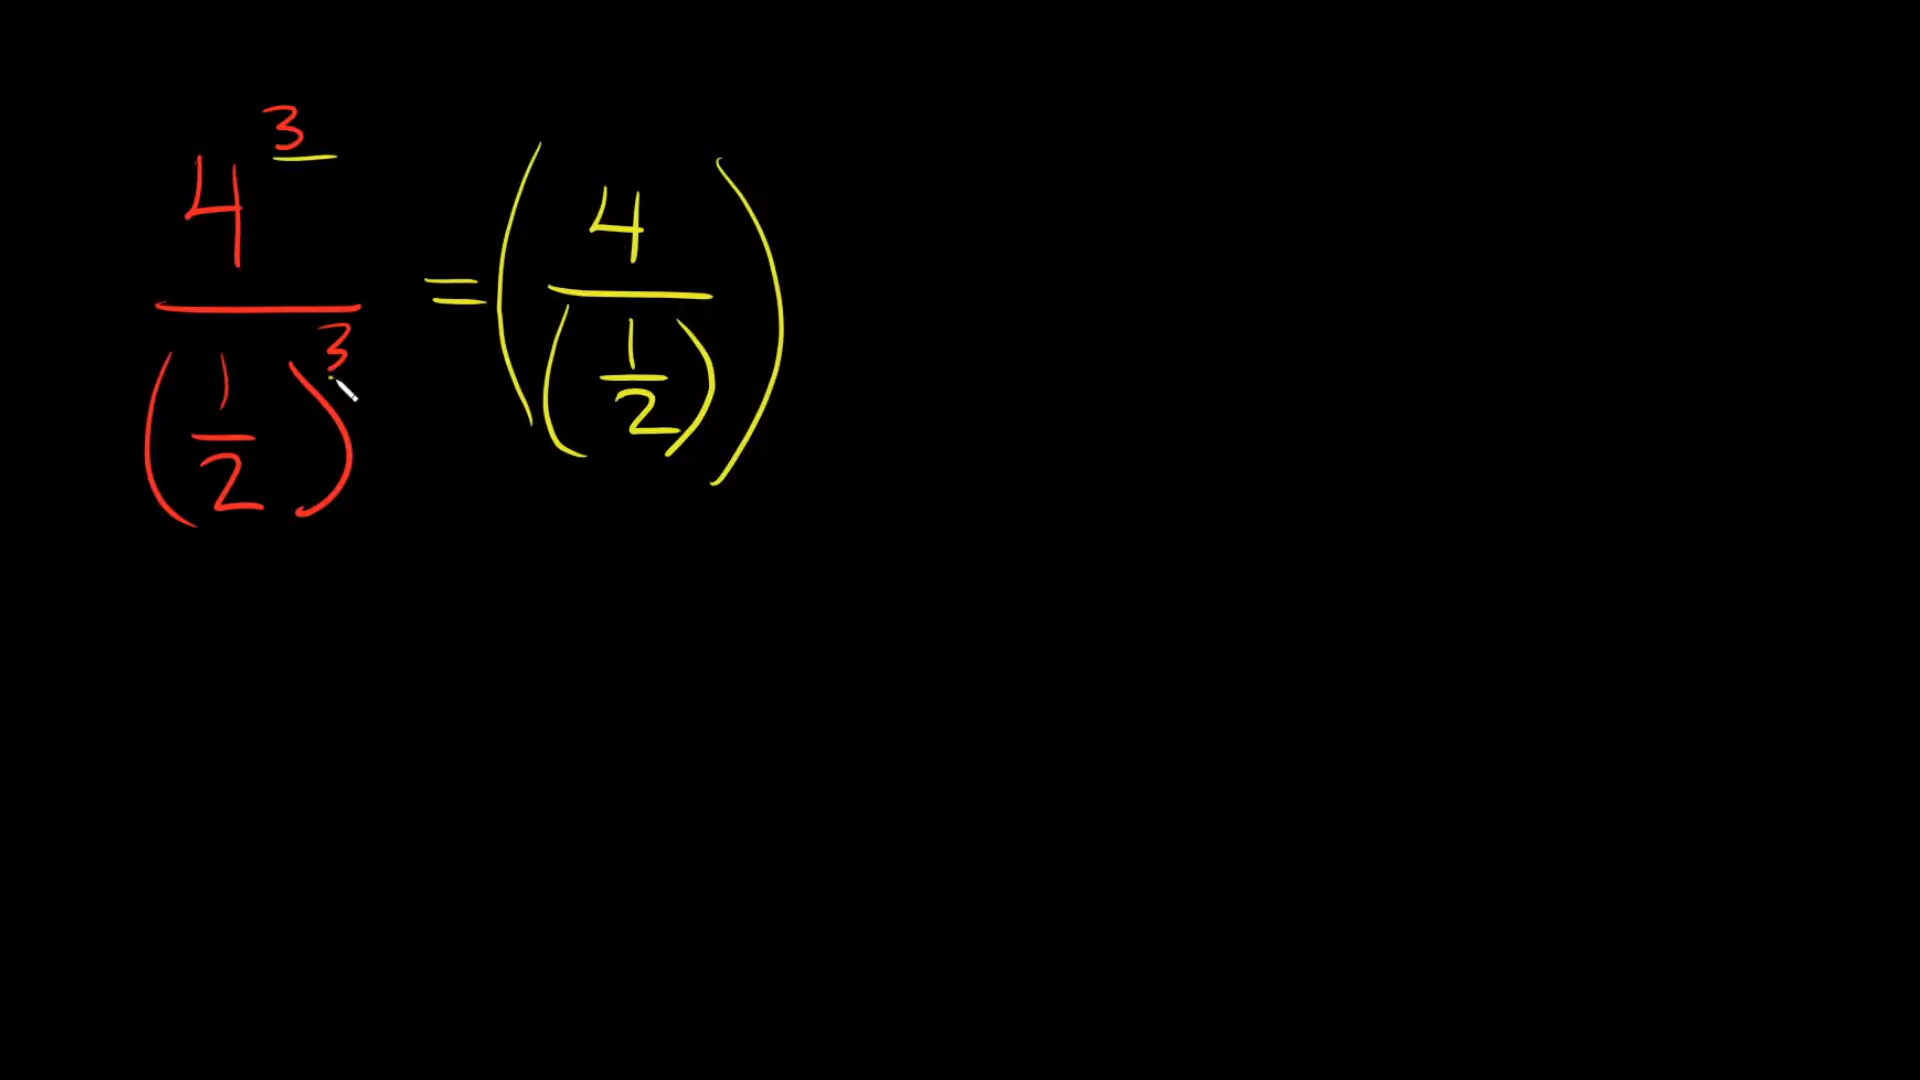 4^3 / (1/2)^3 = (4 / (1/2))